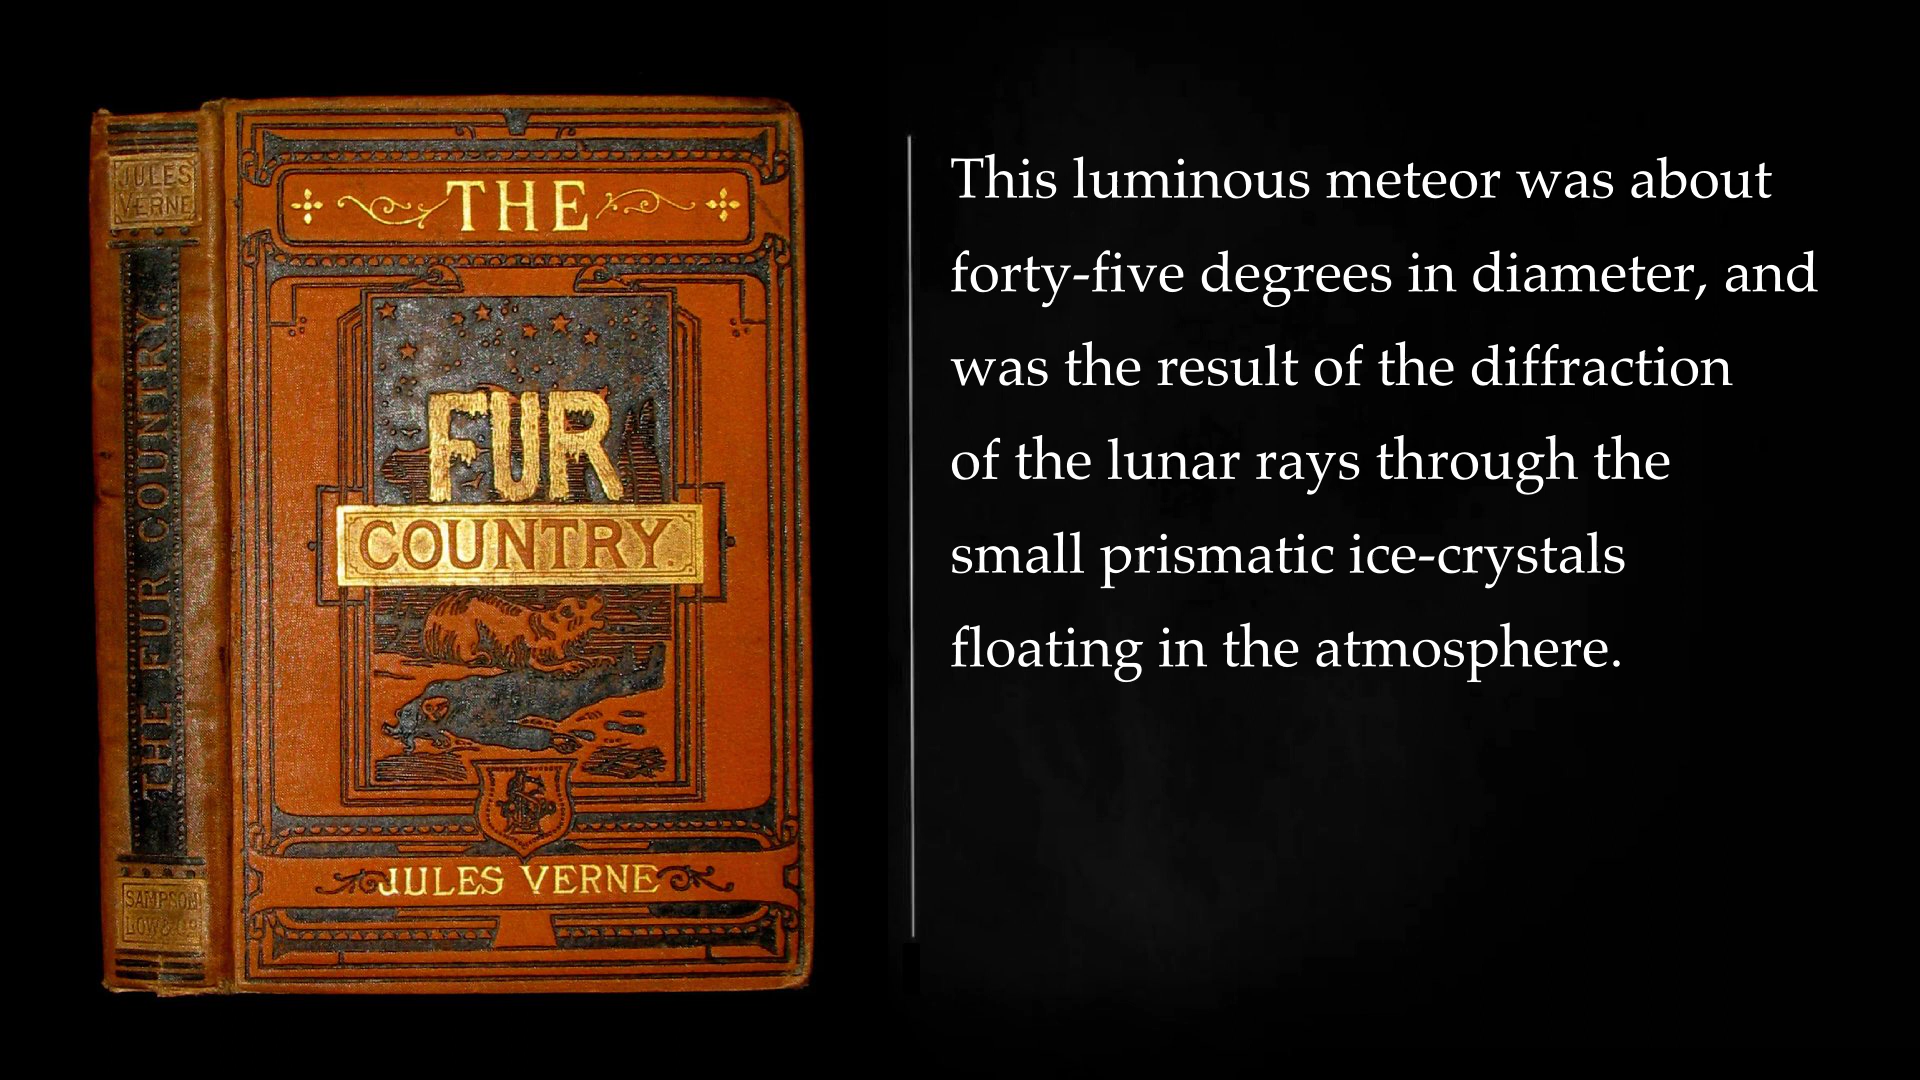 JULES
VERNE
THE FUR COUNTRY.
SAMPSON
LOW & Co
THE
FUR
COUNTRY.
JULES VERNE
This luminous meteor was about
forty-five degrees in diameter, and
was the result of the diffraction
of the lunar rays through the
small prismatic ice-crystals
floating in the atmosphere.